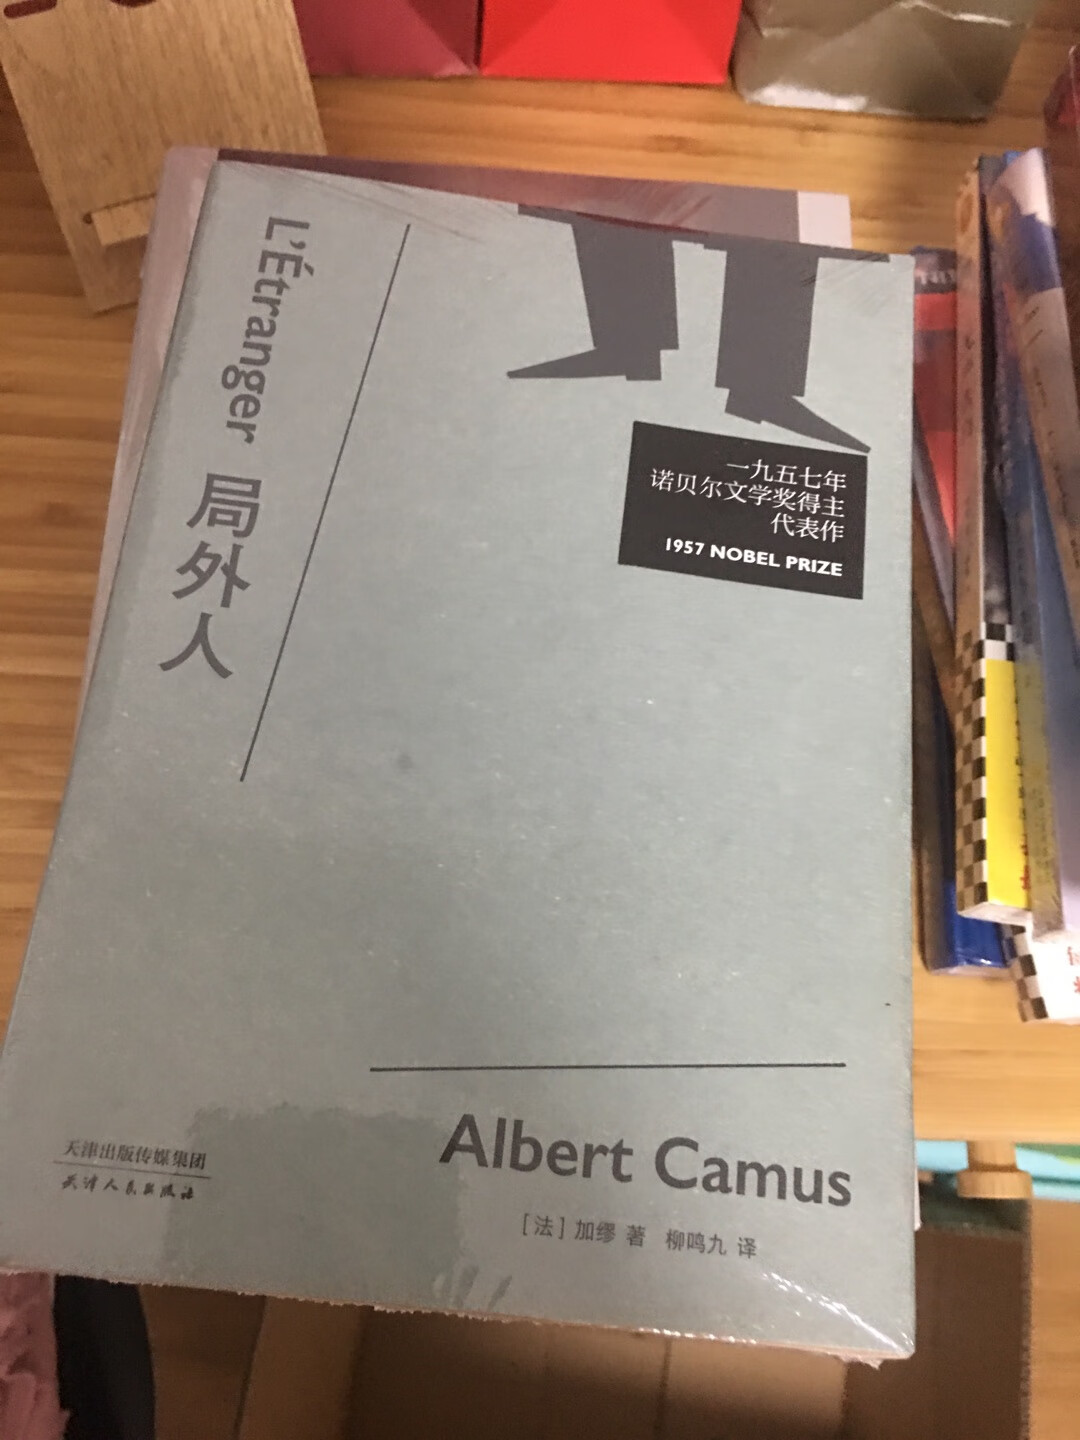 L'Étranger 局外人
一九五七年
诺贝尔文学奖得主
代表作
1957 NOBEL PRIZE
Albert Camus
[法] 加缪 著 柳鸣九 译
天津出版传媒集团
天津人民出版社